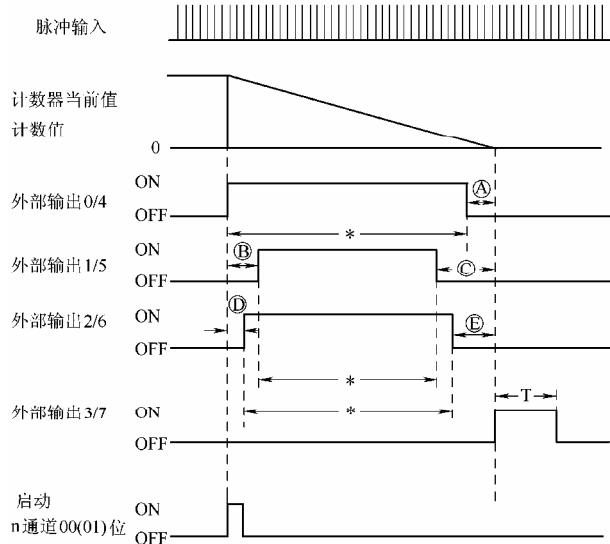 脉冲输入
计数器当前值
计数值
0
外部输出0/4
ON
OFF
Ⓐ
*
外部输出1/5
ON
OFF
Ⓑ
Ⓒ
外部输出2/6
ON
OFF
Ⓓ
Ⓔ
*
*
外部输出3/7
ON
OFF
T
启动
n通道00(01)位
ON
OFF